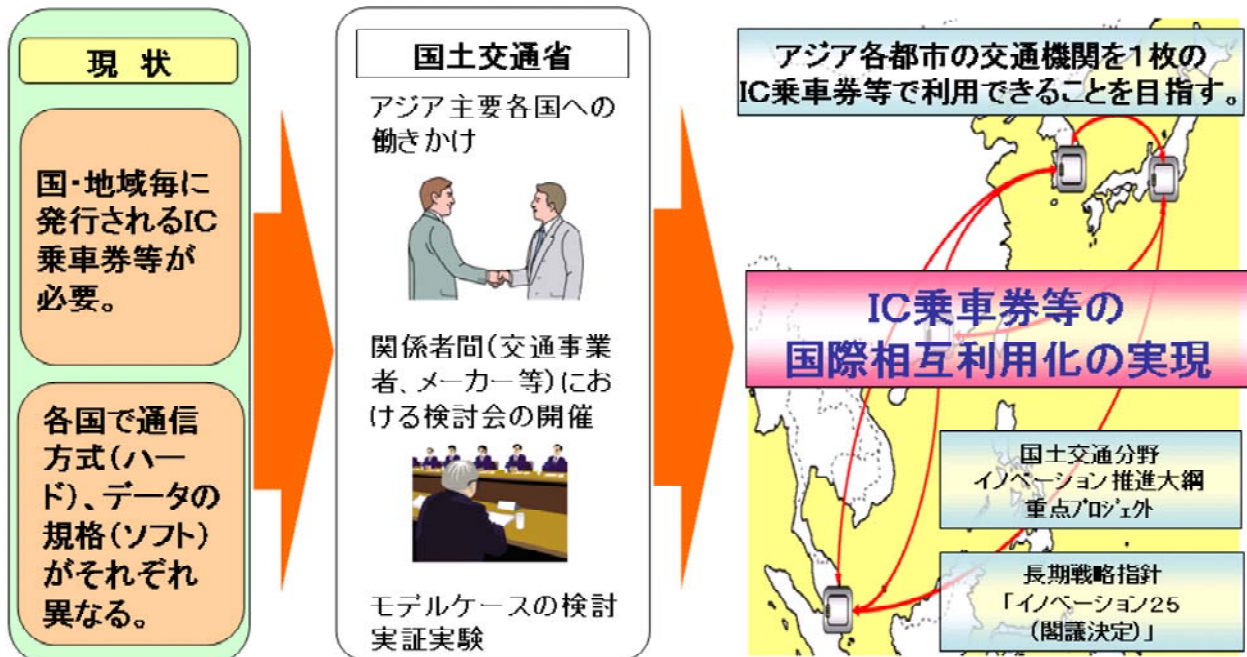 現 状
国・地域毎に
発行されるIC
乗車券等が
必要。
各国で通信
方式(ハー
ド)、データの
規格(ソフト)
がそれぞれ
異なる。
国土交通省
アジア主要各国への
働きかけ
関係者間(交通事業
者、メーカー等)にお
ける検討会の開催
モデルケースの検討
実証実験
アジア各都市の交通機関を1枚の
IC乗車券等で利用できることを目指す。
IC乗車券等の
国際相互利用化の実現
国土交通分野
イノベーション推進大綱
重点プロジェクト
長期戦略指針
「イノベーション25
(閣議決定)」